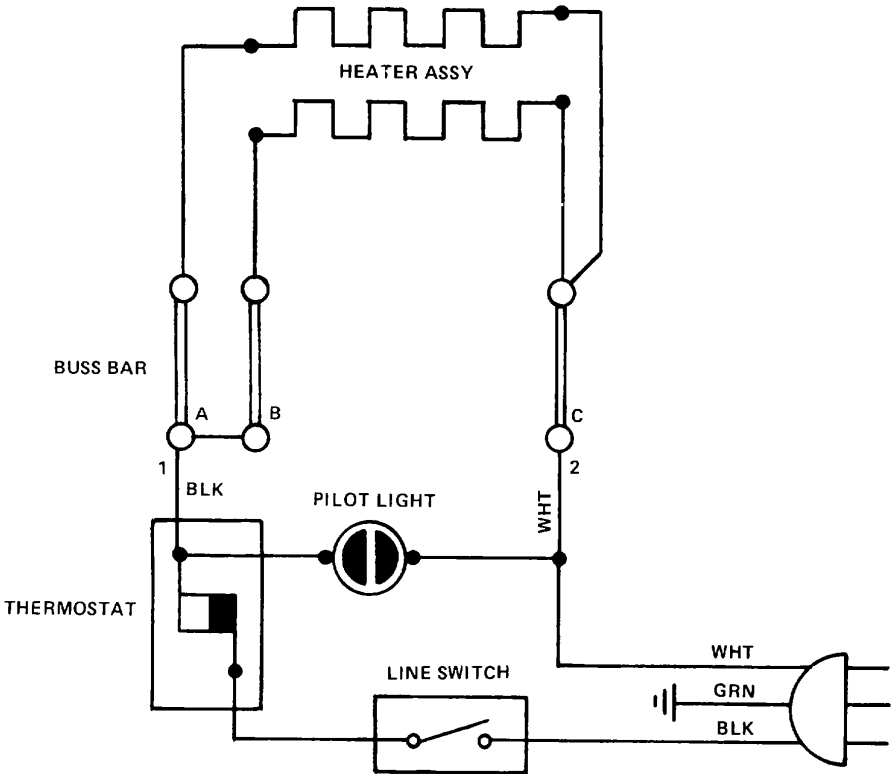 HEATER ASSY
BUSS BAR
A
B
C
1
2
BLK
PILOT LIGHT
WHT
THERMOSTAT
LINE SWITCH
WHT
GRN
BLK